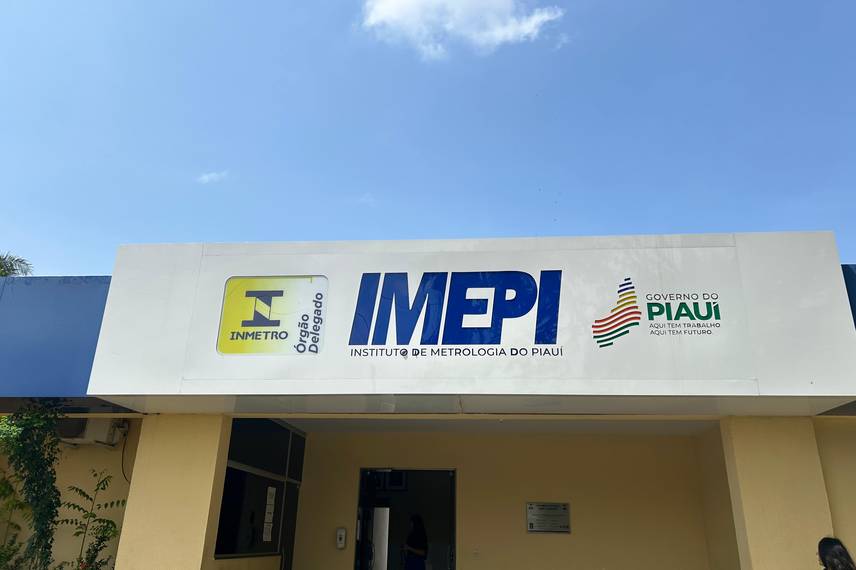 INMETRO
Órgão
Delegado
IMEPI
INSTITUTO DE METROLOGIA DO PIAUÍ
GOVERNO DO
PIAUÍ
AQUI TEM TRABALHO
AQUI TEM FUTURO.